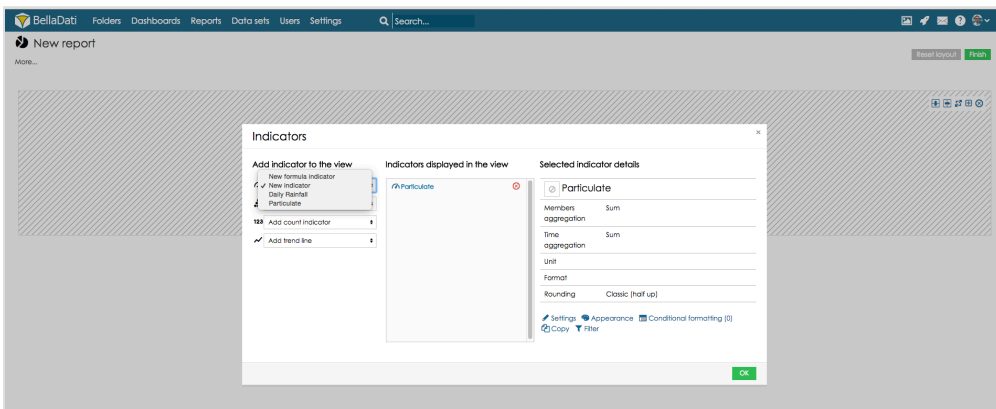 BellaDati Folders Dashboards Reports Data sets Users Settings Search...
New report
More...
Reset layout Finish
Indicators ×
Add indicator to the view
New formula indicator
✓ New indicator
Daily Rainfall
Particulate
123 Add count indicator
Add trend line
Indicators displayed in the view
Particulate
Selected indicator details
Particulate
Members aggregation Sum
Time aggregation Sum
Unit
Format
Rounding Classic (half up)
Settings Appearance Conditional formatting (0)
Copy Filter
OK